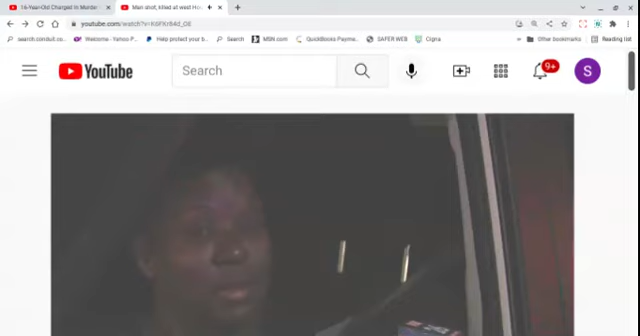 16-Year-Old Charged In Murder
Man shot, killed at west Ho
youtube.com/watch?v=K6FXrR4d_GE
search.conduit.co...
Welcome - Yahoo P...
Help protect your b...
Search
MSN.com
QuickBooks Payme...
SAFER WEB
Cigna
»
Other bookmarks
Reading list
YouTube
Search
9+
S